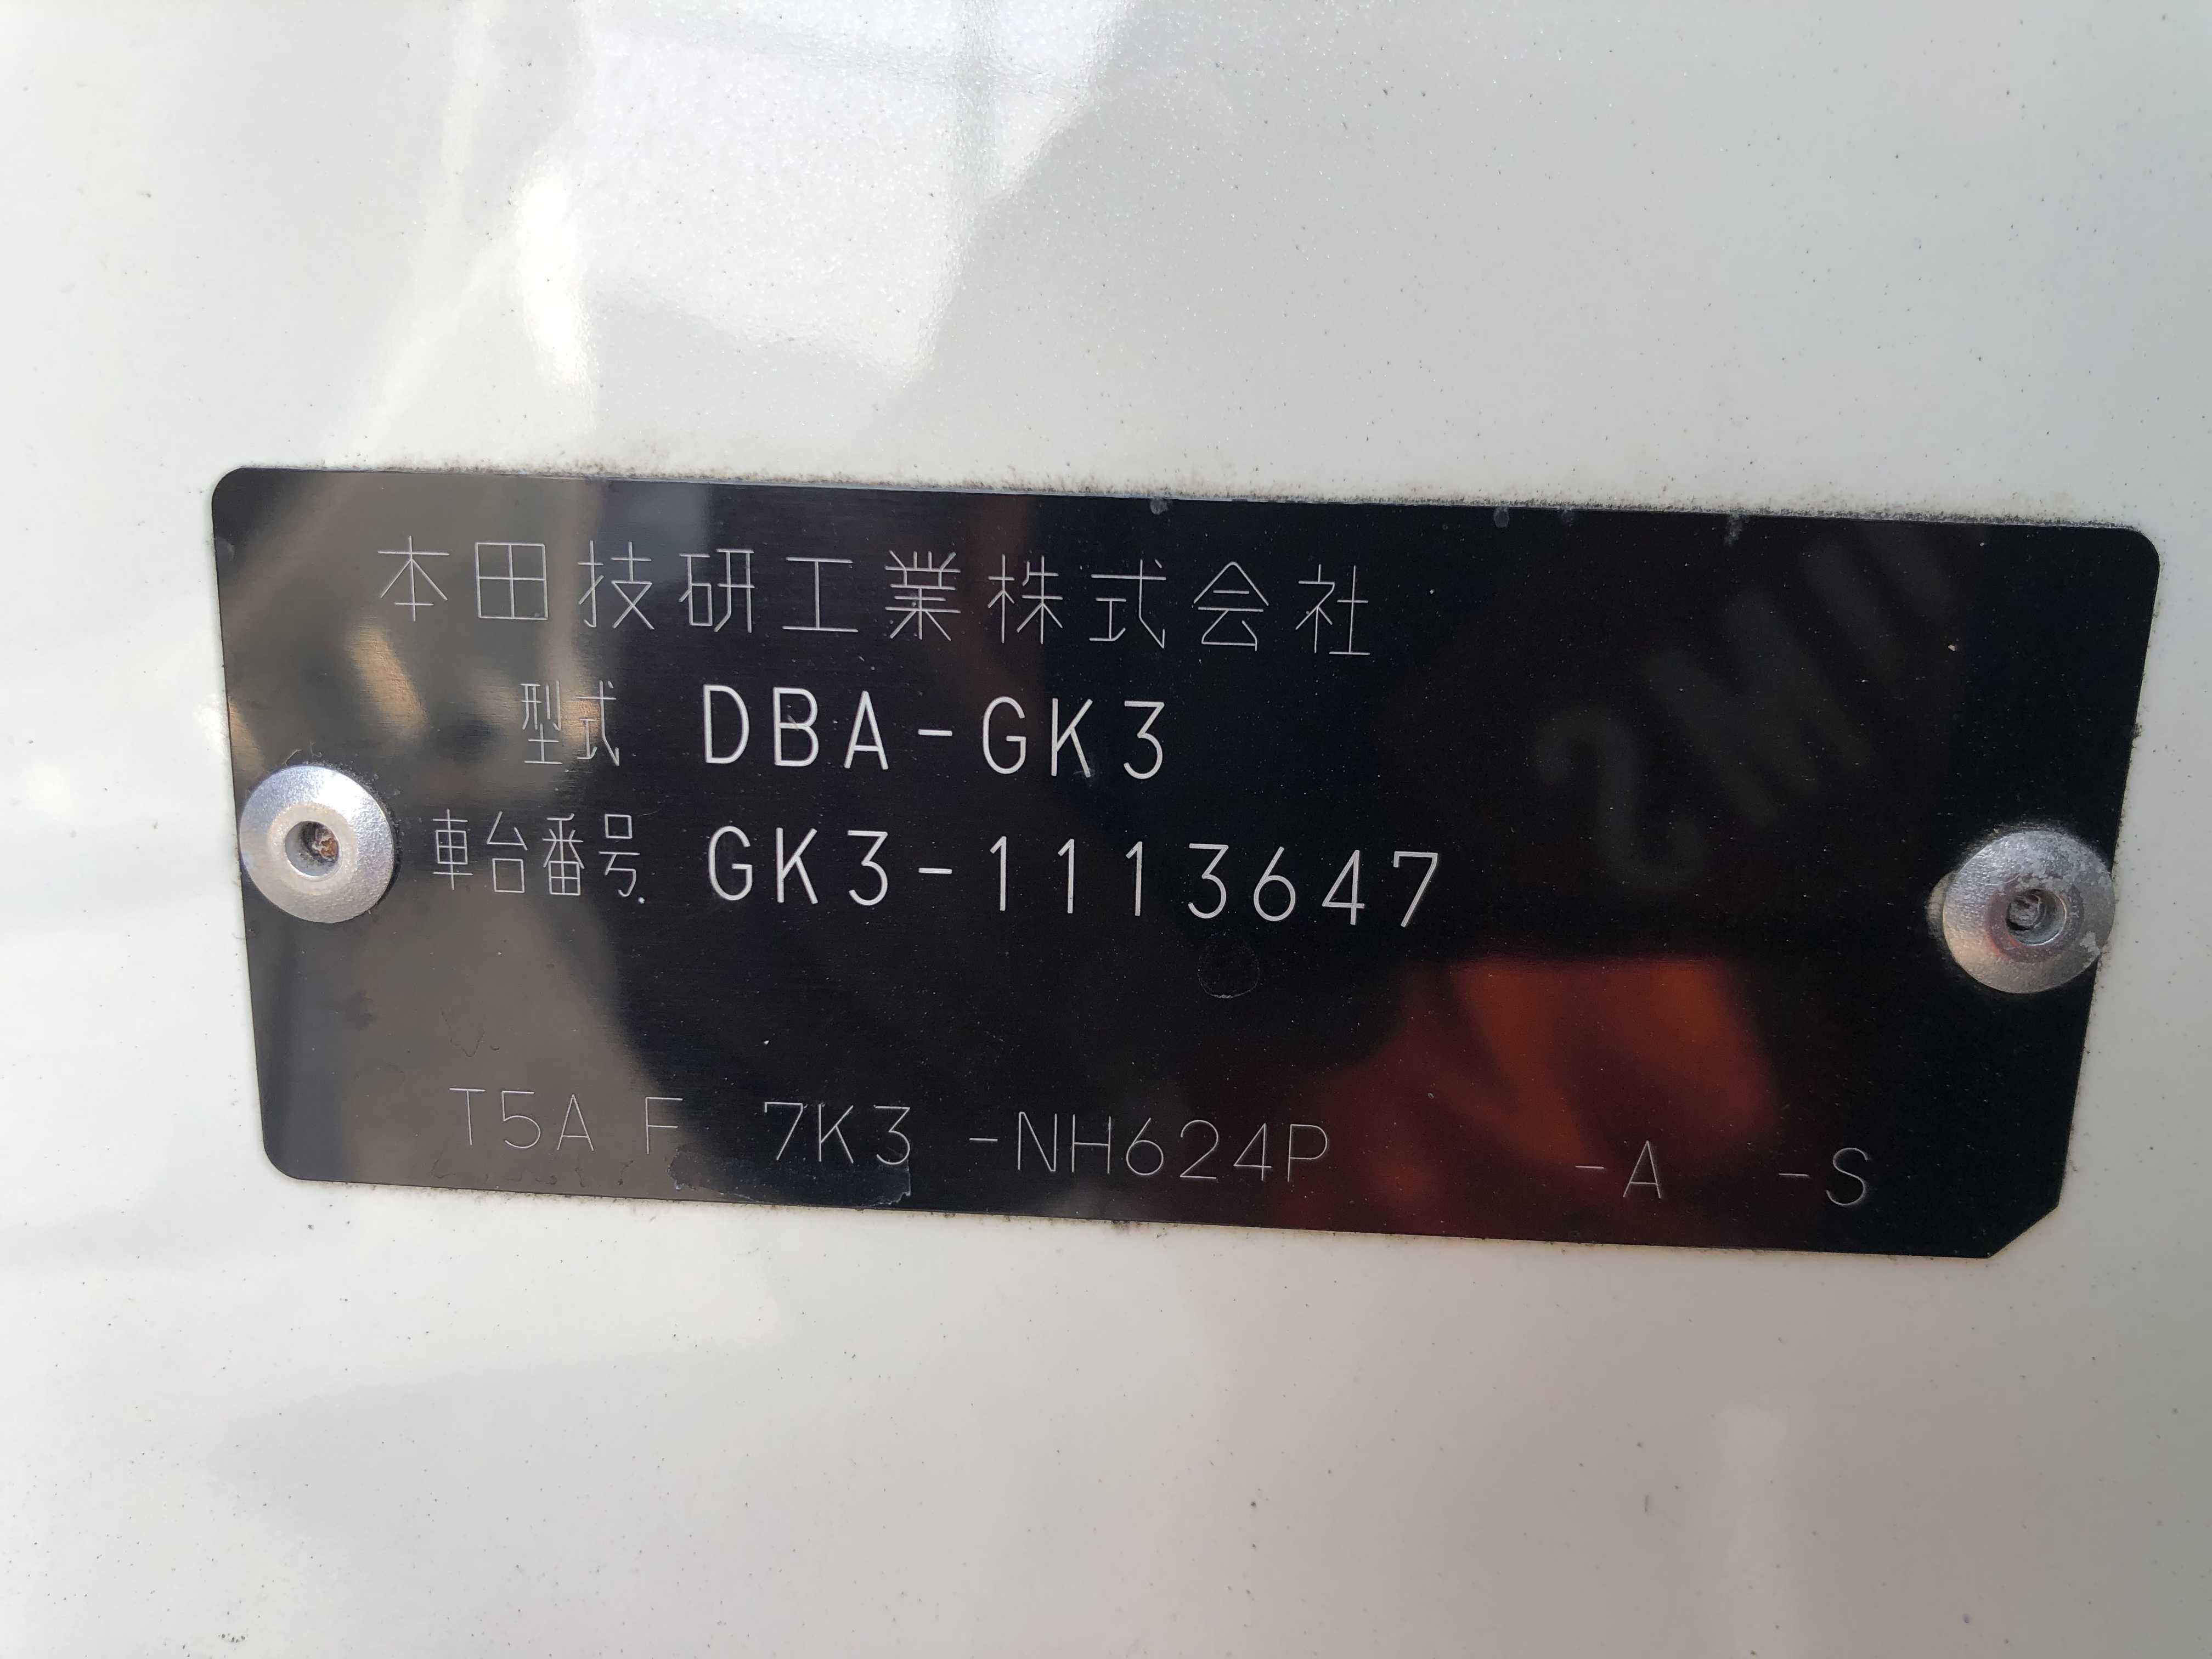 本田技研工業株式会社
型式 DBA-GK3
車台番号. GK3-1113647
T5A F 7K3 -NH624P -A -S